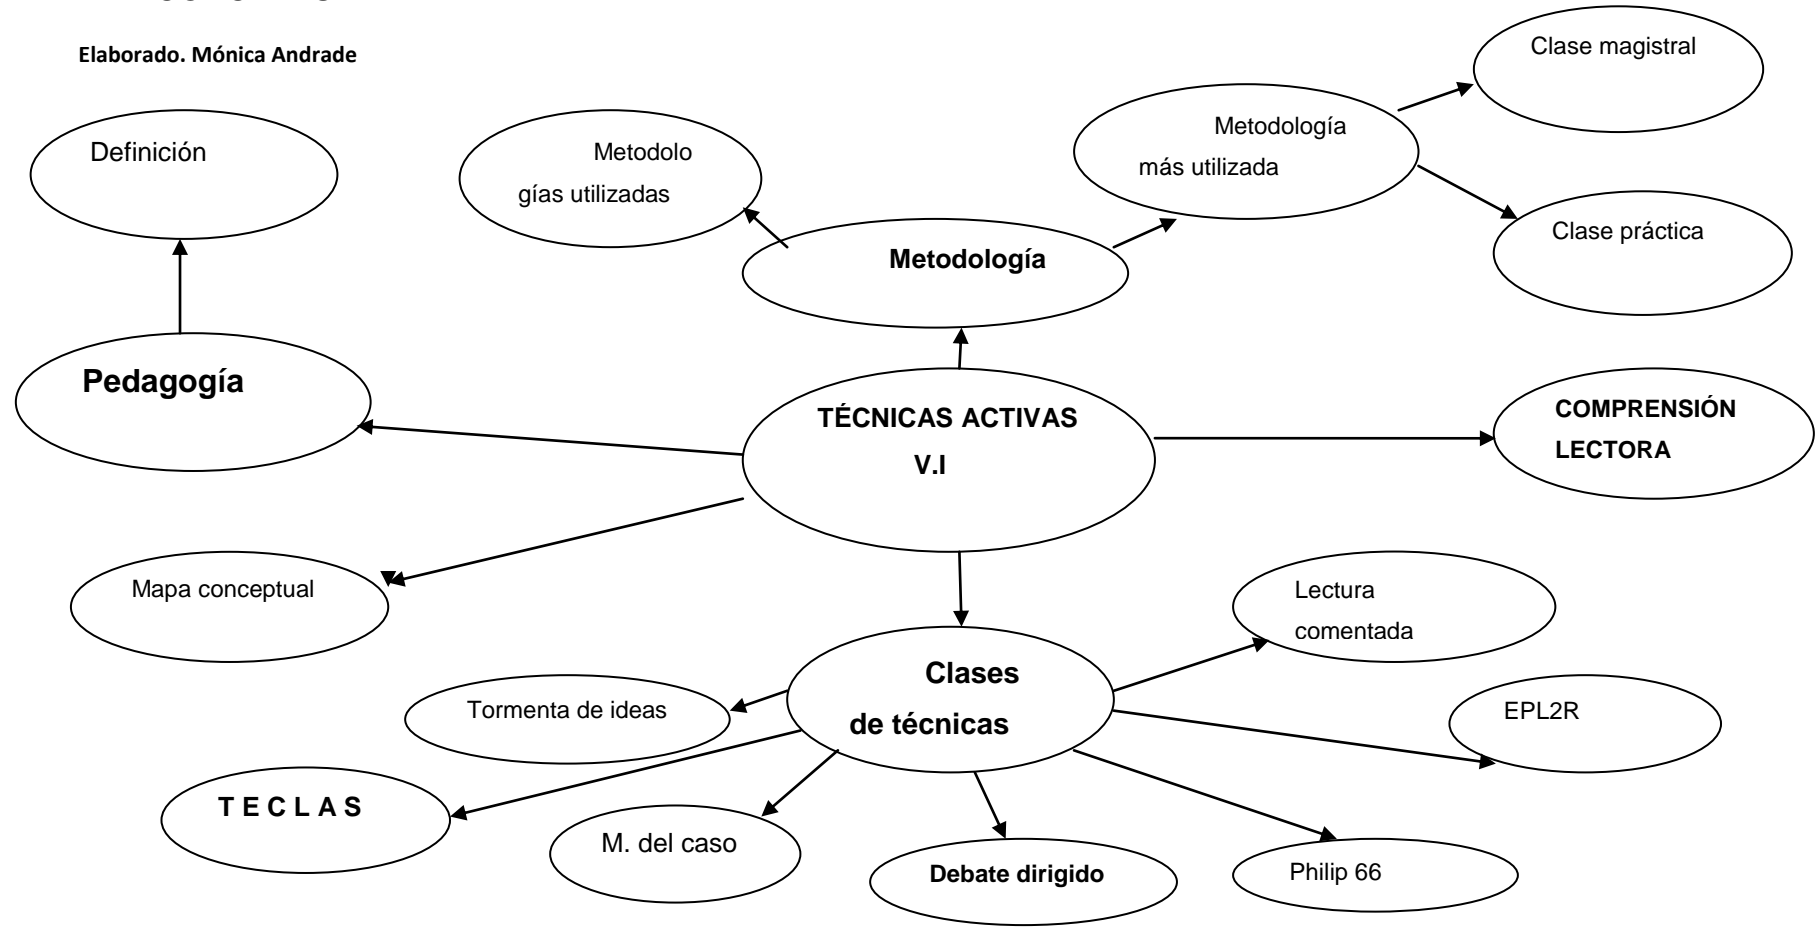 Elaborado. Mónica Andrade
Clase magistral
Metodología
más utilizada
Definición
Metodolo
gías utilizadas
Clase práctica
Metodología
Pedagogía
TÉCNICAS ACTIVAS
V.I
COMPRENSIÓN
LECTORA
Mapa conceptual
Lectura
comentada
Clases
de técnicas
Tormenta de ideas
EPL2R
T E C L A S
M. del caso
Debate dirigido
Philip 66